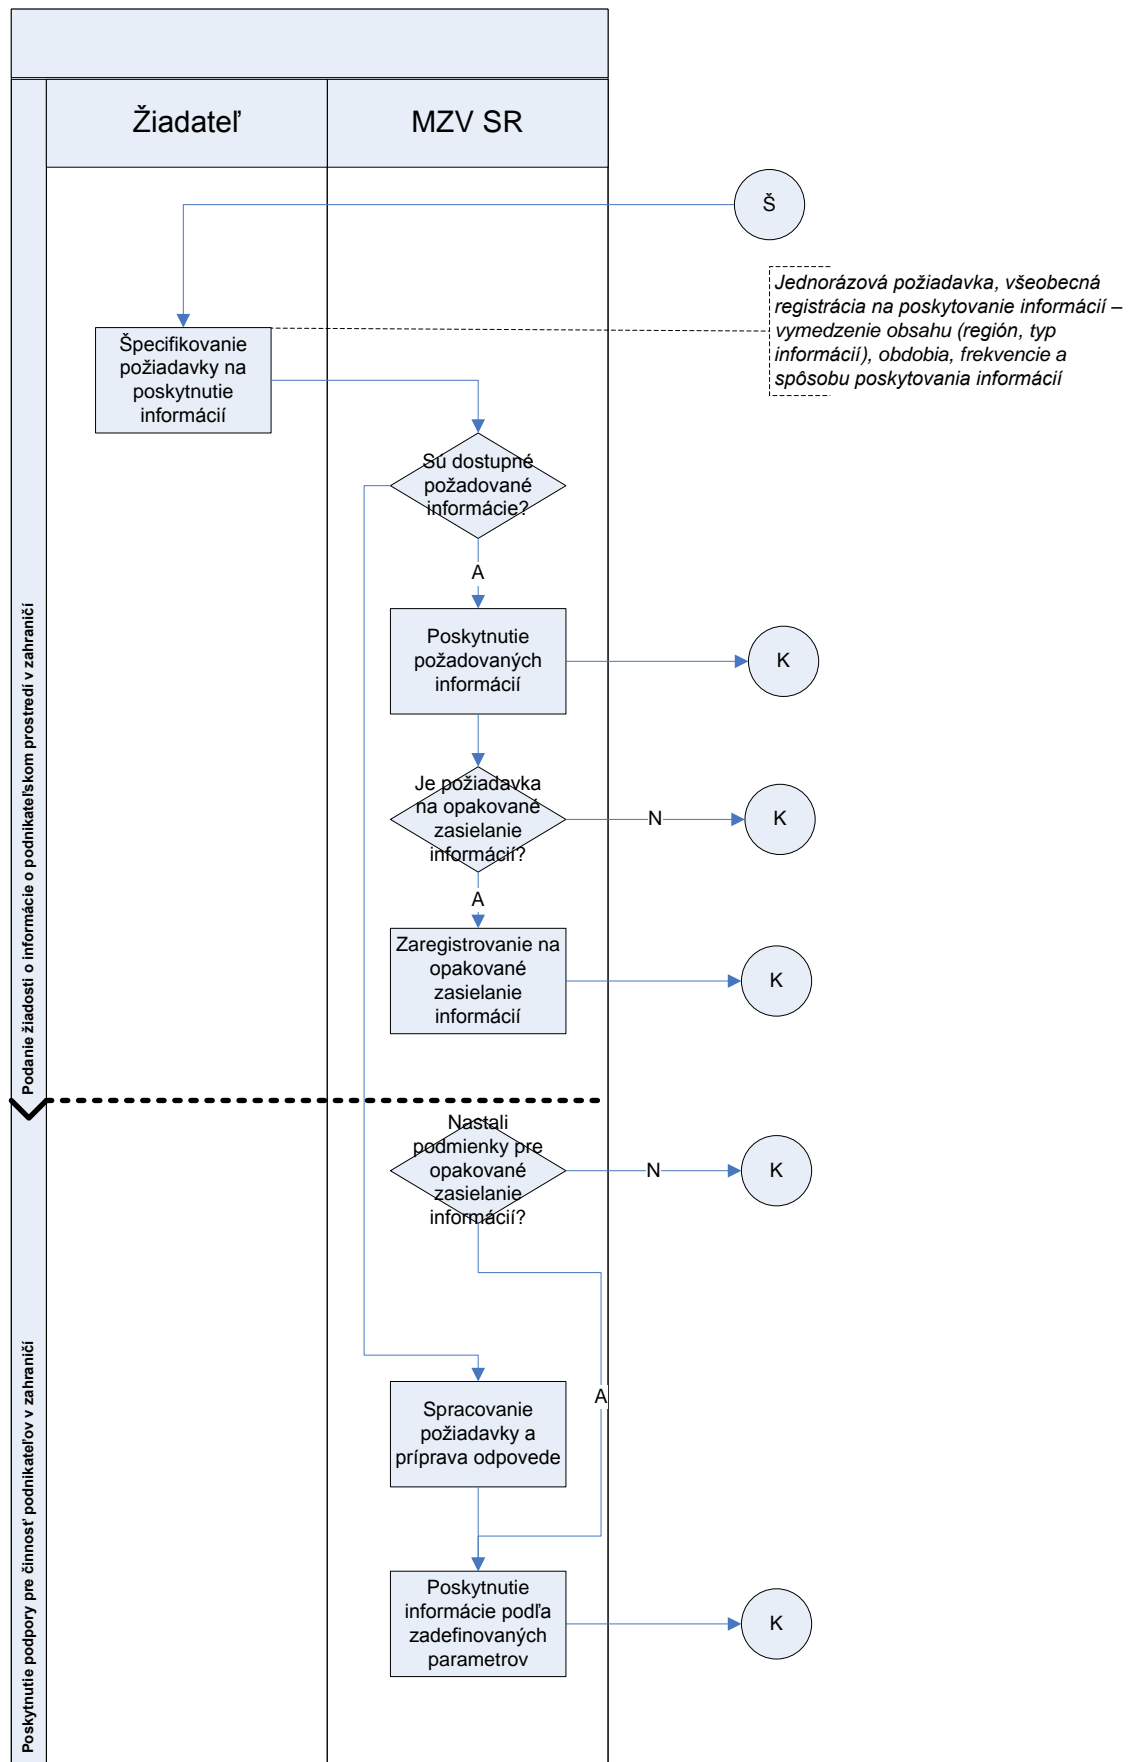 Žiadateľ
MZV SR
Š
Jednorázová požiadavka, všeobecná
registrácia na poskytovanie informácií –
vymedzenie obsahu (región, typ
informácií), obdobia, frekvencie a
spôsobu poskytovania informácií
Špecifikovanie
požiadavky na
poskytnutie
informácií
Sú dostupné
požadované
informácie?
A
Poskytnutie
požadovaných
informácií
K
Je požiadavka
na opakované
zasielanie
informácií?
N
K
A
Zaregistrovanie na
opakované
zasielanie
informácií
K
Podanie žiadosti o informácie o podnikateľskom prostredí v zahraničí
Nastali
podmienky pre
opakované
zasielanie
informácií?
N
K
A
Spracovanie
požiadavky a
príprava odpovede
Poskytnutie
informácie podľa
zadefinovaných
parametrov
K
Poskytnutie podpory pre činnosť podnikateľov v zahraničí